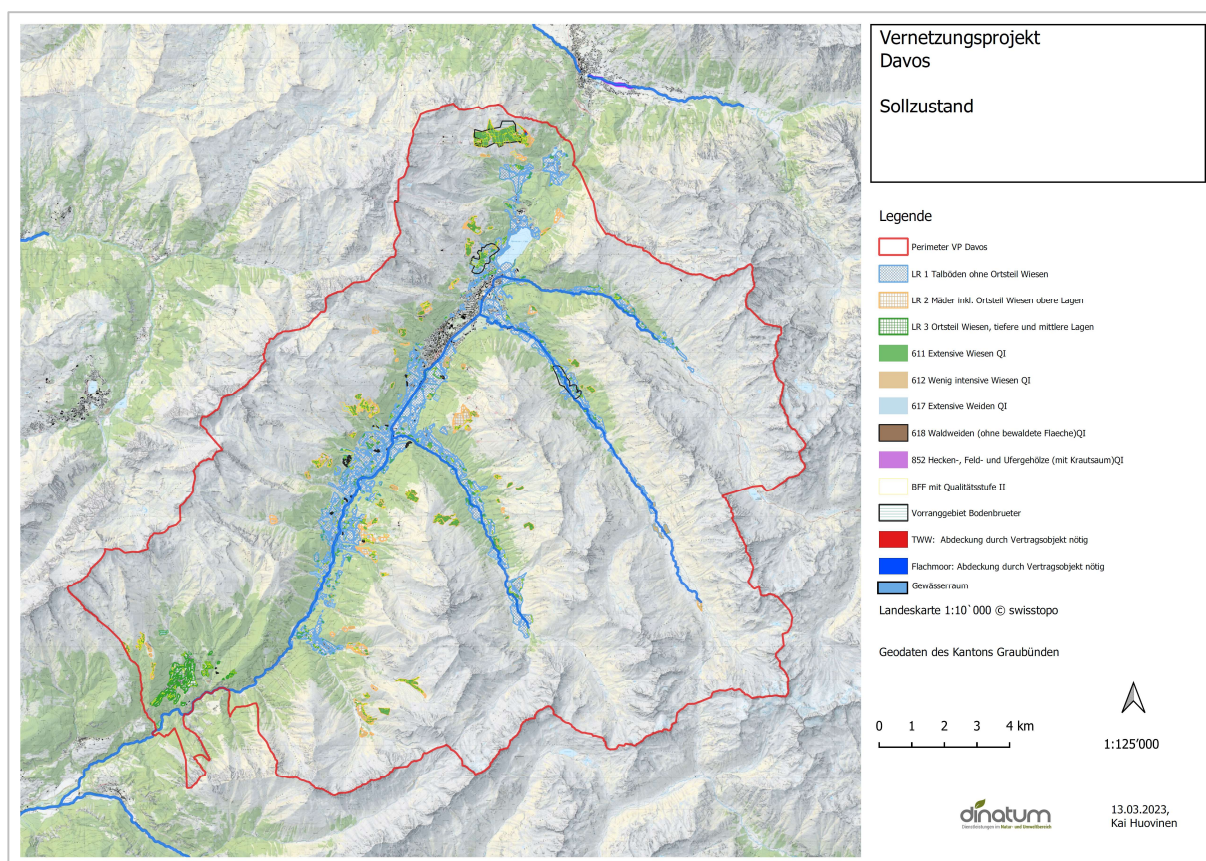 Vernetzungsprojekt
Davos
Sollzustand
Legende
Perimeter VP Davos
LR 1 Talböden ohne Ortsteil Wiesen
LR 2 Mäder inkl. Ortsteil Wiesen obere Lagen
LR 3 Ortsteil Wiesen, tiefere und mittlere Lagen
611 Extensive Wiesen QI
612 Wenig intensive Wiesen QI
617 Extensive Weiden QI
618 Waldweiden (ohne bewaldete Flaeche)QI
852 Hecken-, Feld- und Ufergehölze (mit Krautsaum)QI
BFF mit Qualitätsstufe II
Vorranggebiet Bodenbrueter
TWW: Abdeckung durch Vertragsobjekt nötig
Flachmoor: Abdeckung durch Vertragsobjekt nötig
Gewässerraum
Landeskarte 1:10`000 © swisstopo
Geodaten des Kantons Graubünden
0 1 2 3 4 km
1:125'000
dinatum
Dienstleistungen im Natur- und Umweltbereich
13.03.2023,
Kai Huovinen